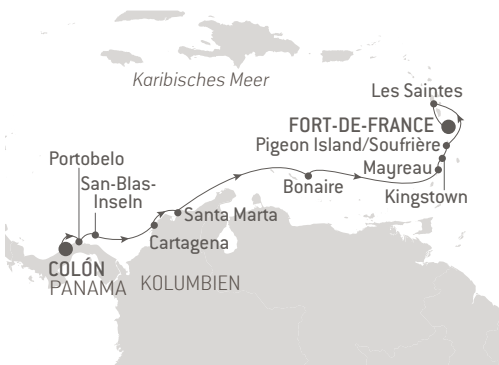 Karibisches Meer
Les Saintes
FORT-DE-FRANCE
Pigeon Island/Soufrière
Mayreau
Kingstown
Bonaire
Portobelo
San-Blas-
Inseln
Santa Marta
Cartagena
COLÓN
PANAMA
KOLUMBIEN